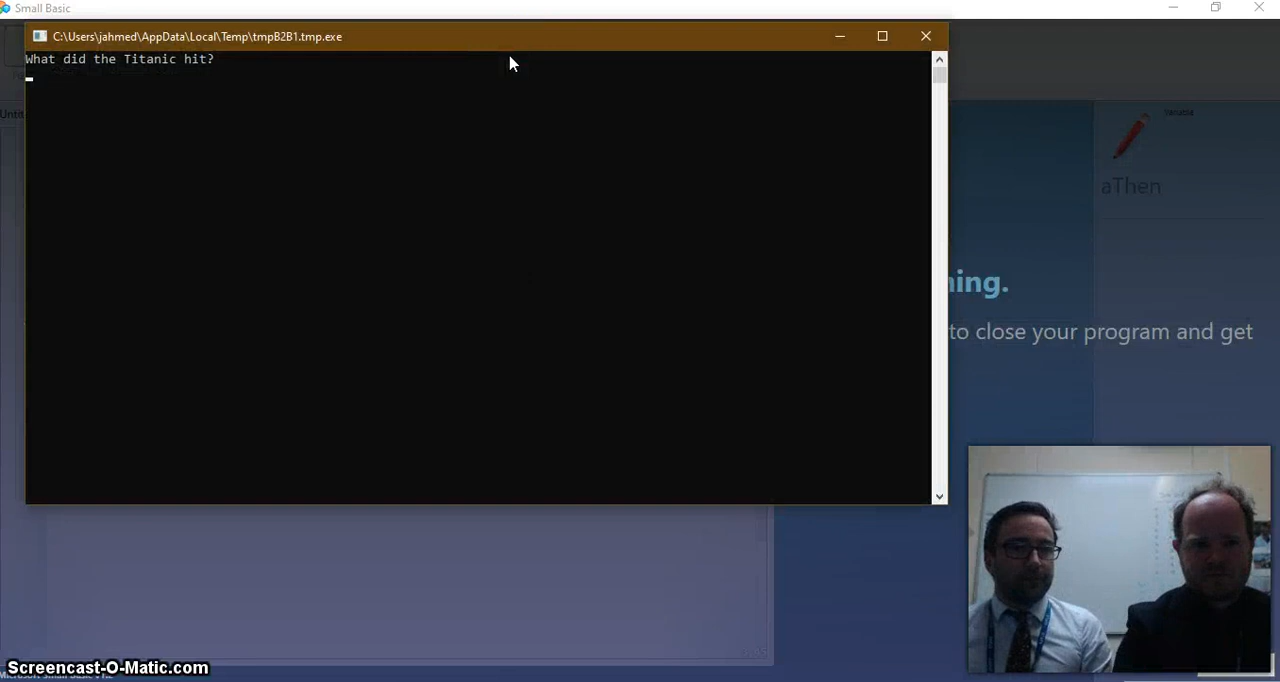 Small Basic
C:\Users\jahmed\AppData\Local\Temp\tmpB2B1.tmp.exe
What did the Titanic hit?
Variable
aThen
ning.
to close your program and get
Screencast-O-Matic.com